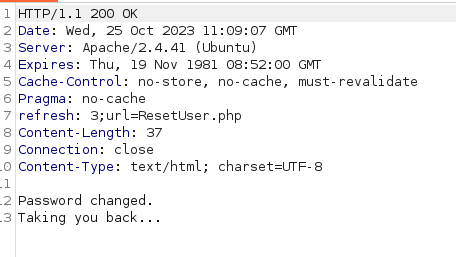 1 HTTP/1.1 200 OK
2 Date: Wed, 25 Oct 2023 11:09:07 GMT
3 Server: Apache/2.4.41 (Ubuntu)
4 Expires: Thu, 19 Nov 1981 08:52:00 GMT
5 Cache-Control: no-store, no-cache, must-revalidate
6 Pragma: no-cache
7 refresh: 3;url=ResetUser.php
8 Content-Length: 37
9 Connection: close
10 Content-Type: text/html; charset=UTF-8
11
12 Password changed.
13 Taking you back...